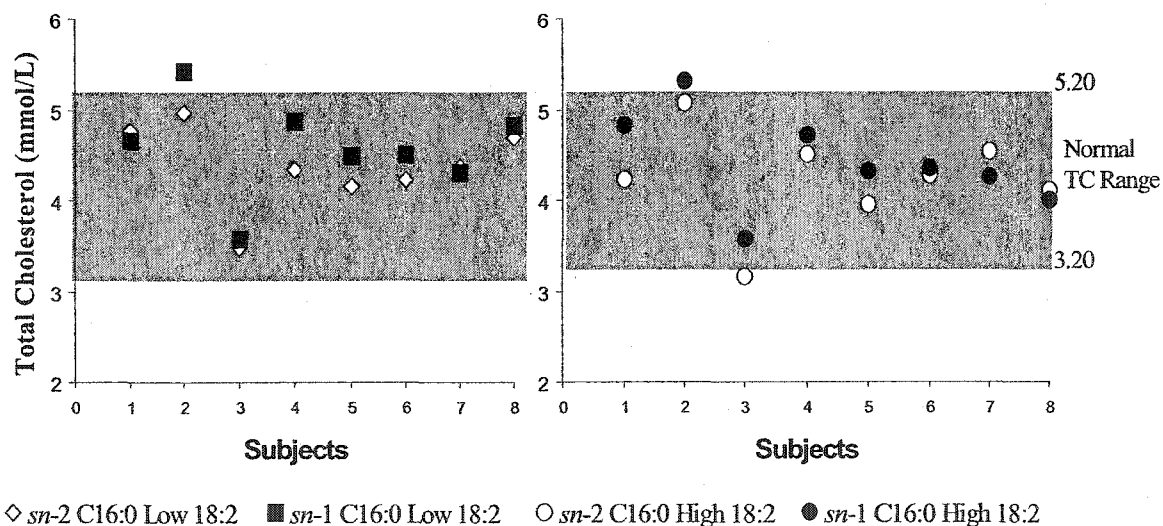 Total Cholesterol (mmol/L)
6
5
4
3
2
0 1 2 3 4 5 6 7 8
Subjects
6
5
4
3
2
0 1 2 3 4 5 6 7 8
Subjects
5.20
Normal
TC Range
3.20
sn-2 C16:0 Low 18:2 sn-1 C16:0 Low 18:2 sn-2 C16:0 High 18:2 sn-1 C16:0 High 18:2